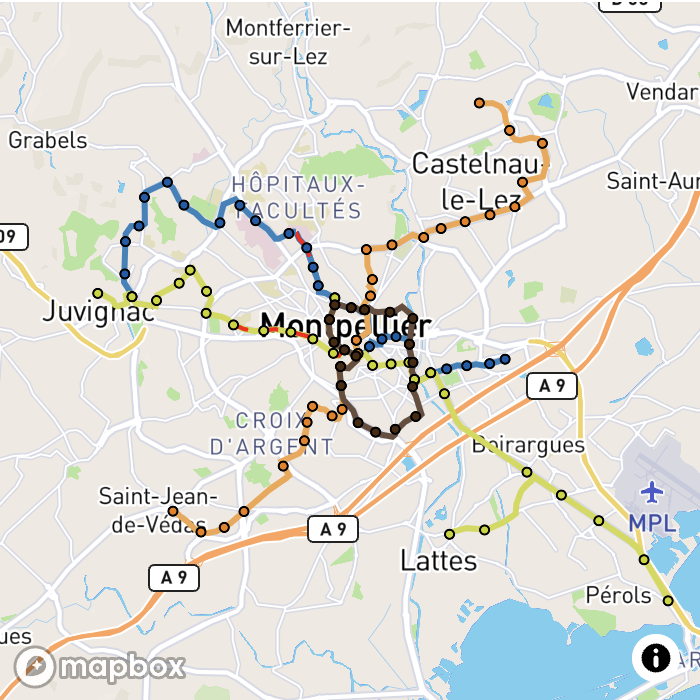 Montferrier-
sur-Lez
Vendar
Grabels
Castelnau-
le-Lez
Saint-Au
HÔPITAUX-
FACULTÉS
09
Juvignac
Montpellier
A 9
CROIX
D'ARGENT
Boirargues
Saint-Jean-
de-Védas
A 9
MPL
Lattes
A 9
Pérols
ues
mapbox
i